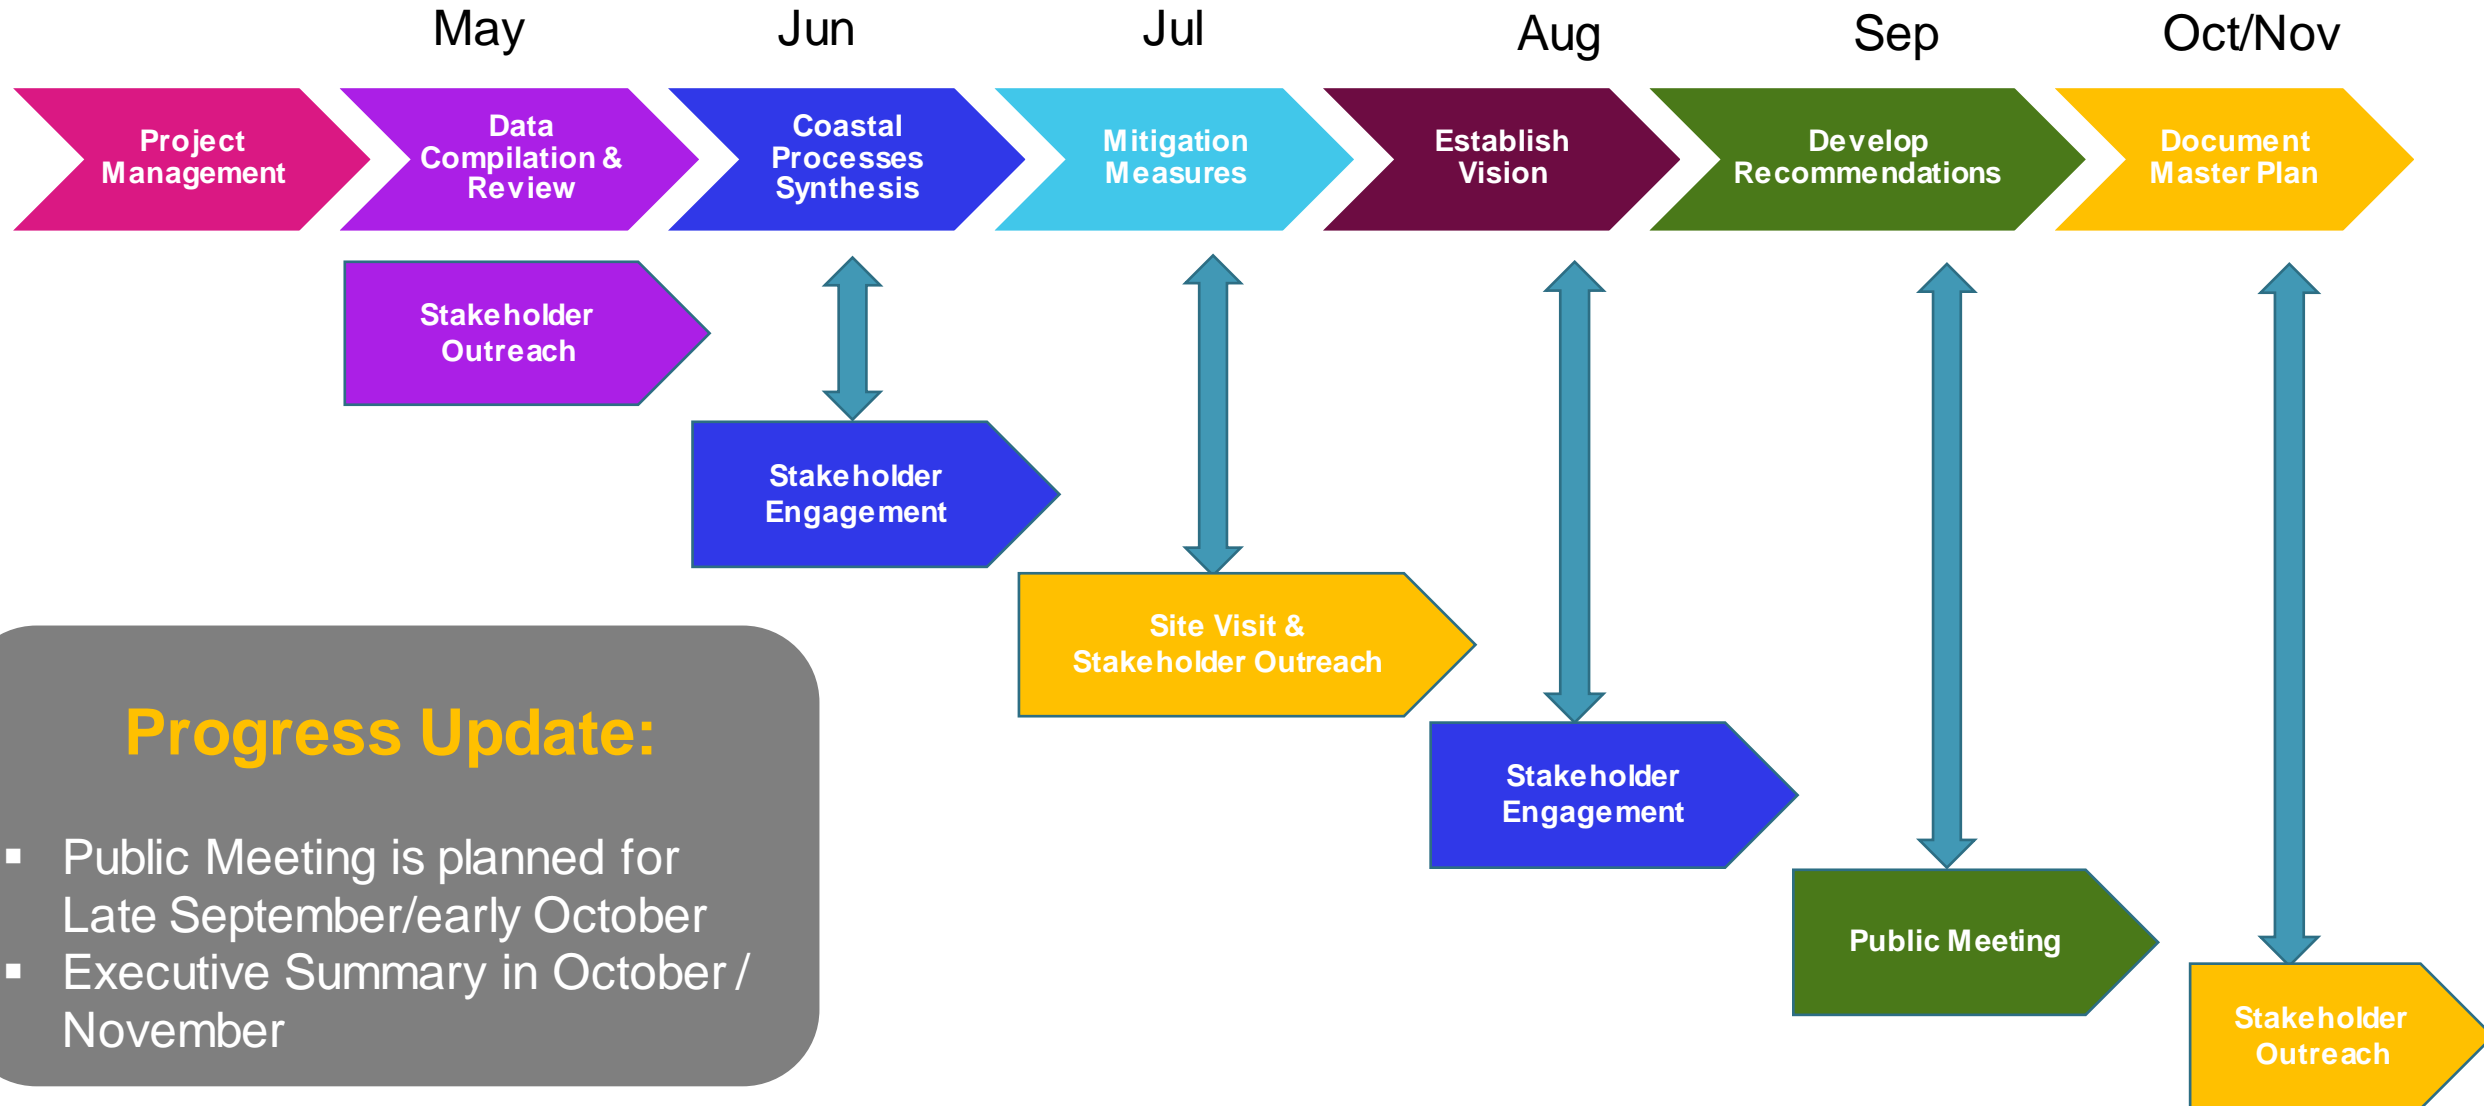 May
Jun
Jul
Aug
Sep
Oct/Nov
Project
Management
Data
Compilation &
Review
Coastal
Processes
Synthesis
Mitigation
Measures
Establish
Vision
Develop
Recommendations
Document
Master Plan
Stakeholder
Outreach
Stakeholder
Engagement
Site Visit &
Stakeholder Outreach
Stakeholder
Engagement
Public Meeting
Stakeholder
Outreach
Progress Update:
▪ Public Meeting is planned for
Late September/early October
▪ Executive Summary in October /
November